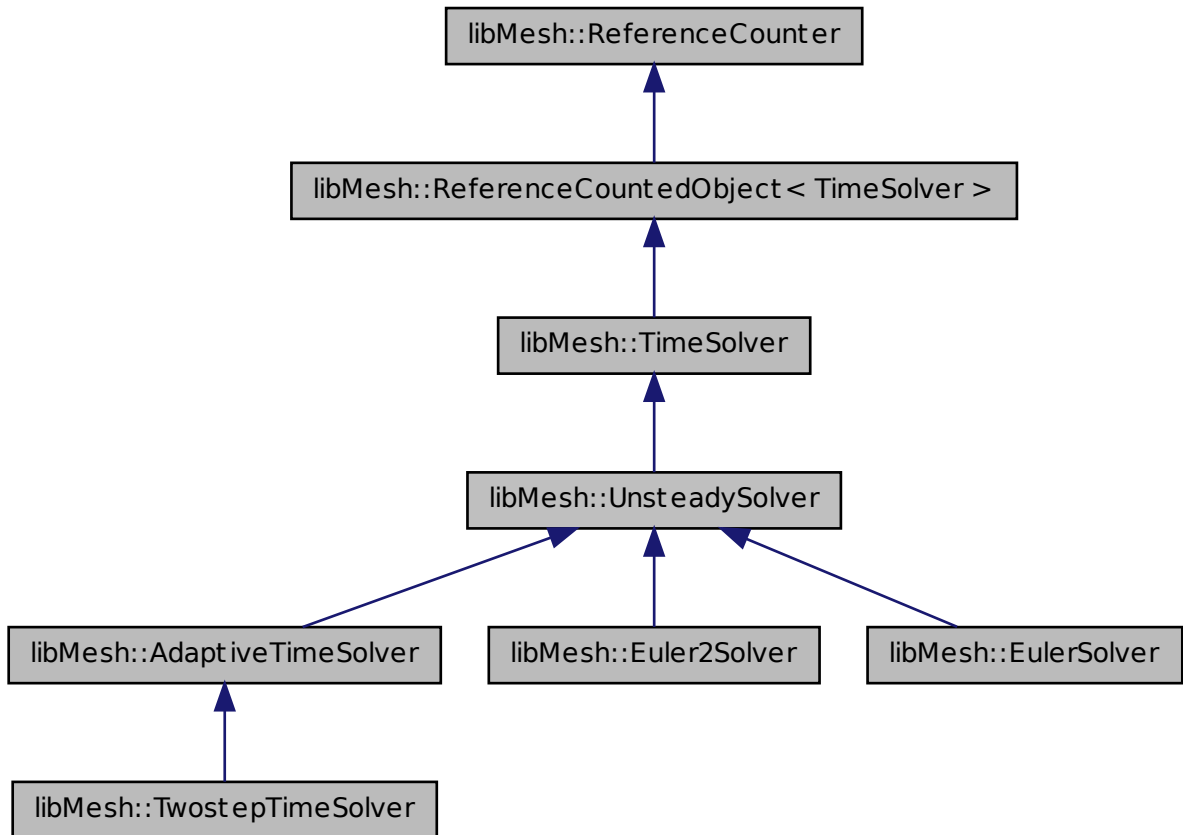 libMesh::ReferenceCounter
libMesh::ReferenceCountedObject< TimeSolver >
libMesh::TimeSolver
libMesh::UnsteadySolver
libMesh::AdaptiveTimeSolver
libMesh::Euler2Solver
libMesh::EulerSolver
libMesh::TwostepTimeSolver